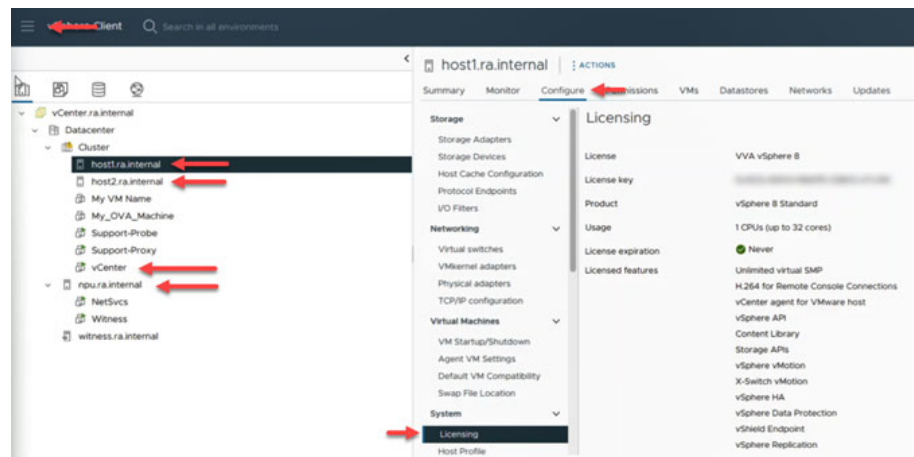 vSphere Client
Search in all environments
vCenter.ra.internal
Datacenter
Cluster
host1.ra.internal
host2.ra.internal
My VM Name
My_OVA_Machine
Support-Probe
Support-Proxy
vCenter
npu.ra.internal
NetSvcs
Witness
witness.ra.internal
host1.ra.internal
ACTIONS
Summary Monitor Configure Permissions VMs Datastores Networks Updates
Storage
Storage Adapters
Storage Devices
Host Cache Configuration
Protocol Endpoints
I/O Filters
Networking
Virtual switches
VMkernel adapters
Physical adapters
TCP/IP configuration
Virtual Machines
VM Startup/Shutdown
Agent VM Settings
Default VM Compatibility
Swap File Location
System
Licensing
Host Profile
Licensing
License VVA vSphere 8
License key
Product vSphere 8 Standard
Usage 1 CPUs (up to 32 cores)
License expiration Never
Licensed features Unlimited virtual SMP
H.264 for Remote Console Connections
vCenter agent for VMware host
vSphere API
Content Library
Storage APIs
vSphere vMotion
X-Switch vMotion
vSphere HA
vSphere Data Protection
vShield Endpoint
vSphere Replication